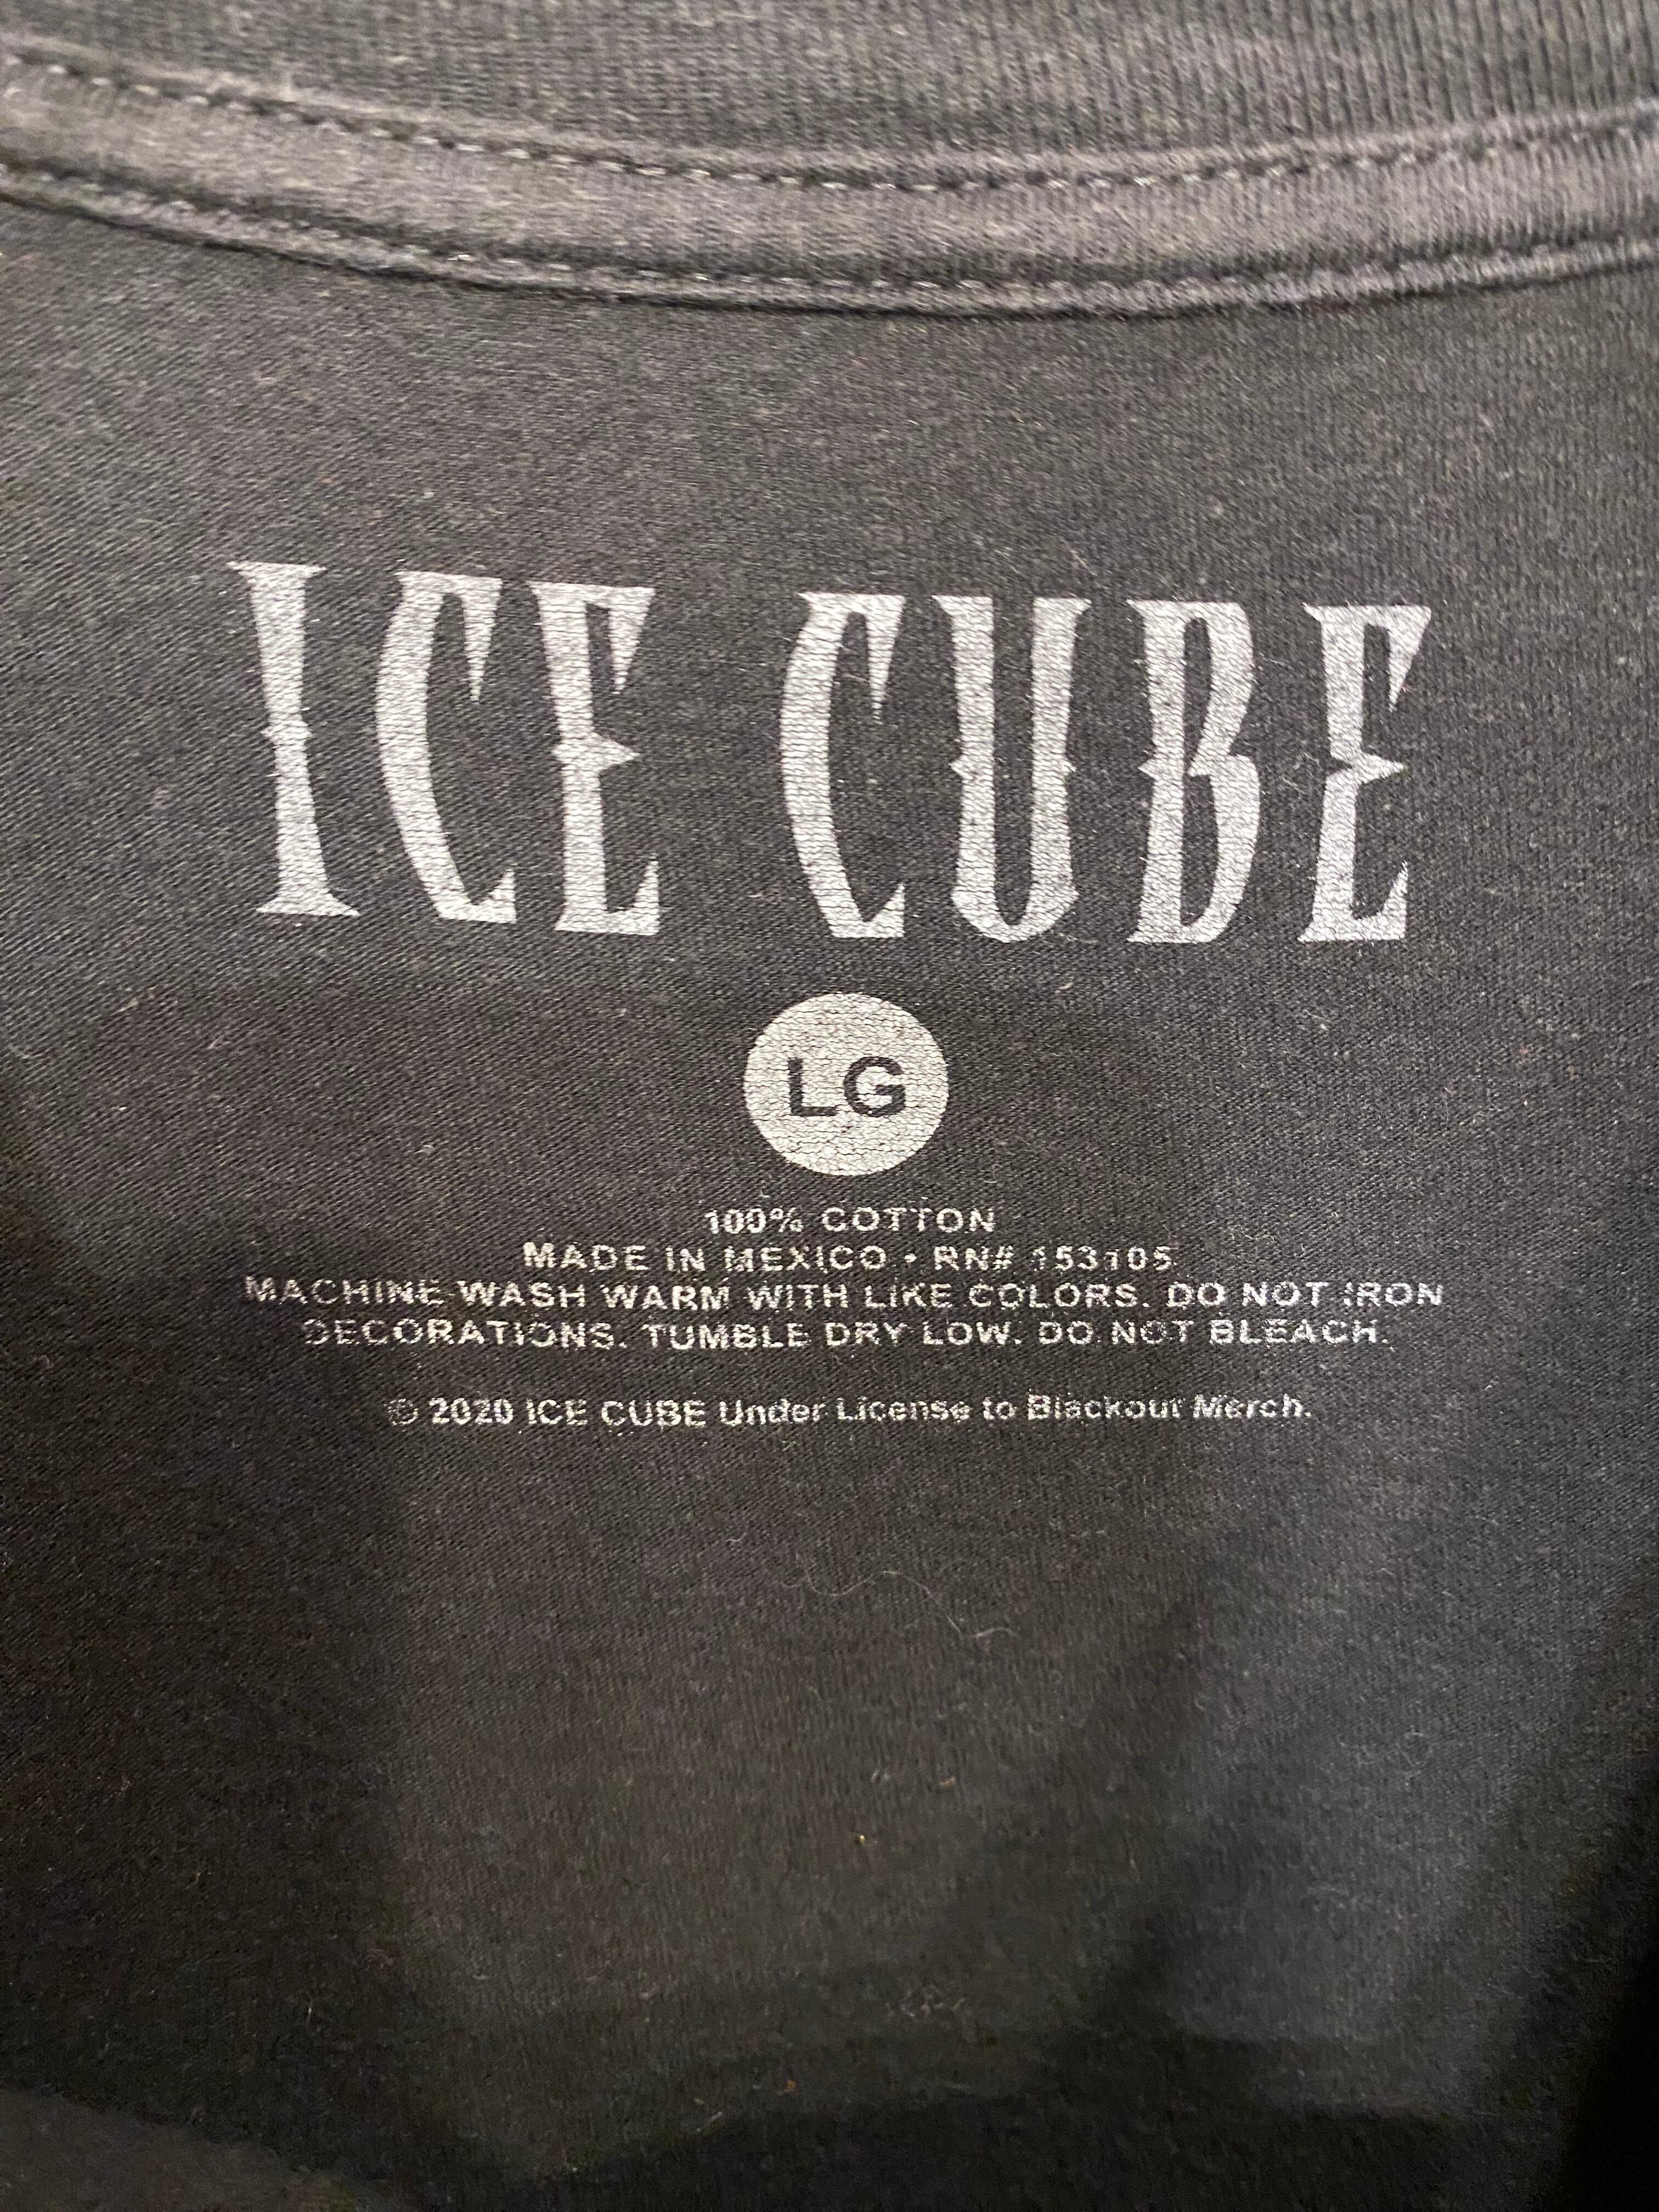 ICE CUBE
LG
100% COTTON
MADE IN MEXICO • RN# 153105
MACHINE WASH WARM WITH LIKE COLORS. DO NOT IRON
DECORATIONS. TUMBLE DRY LOW. DO NOT BLEACH.
© 2020 ICE CUBE Under License to Blackout Merch.